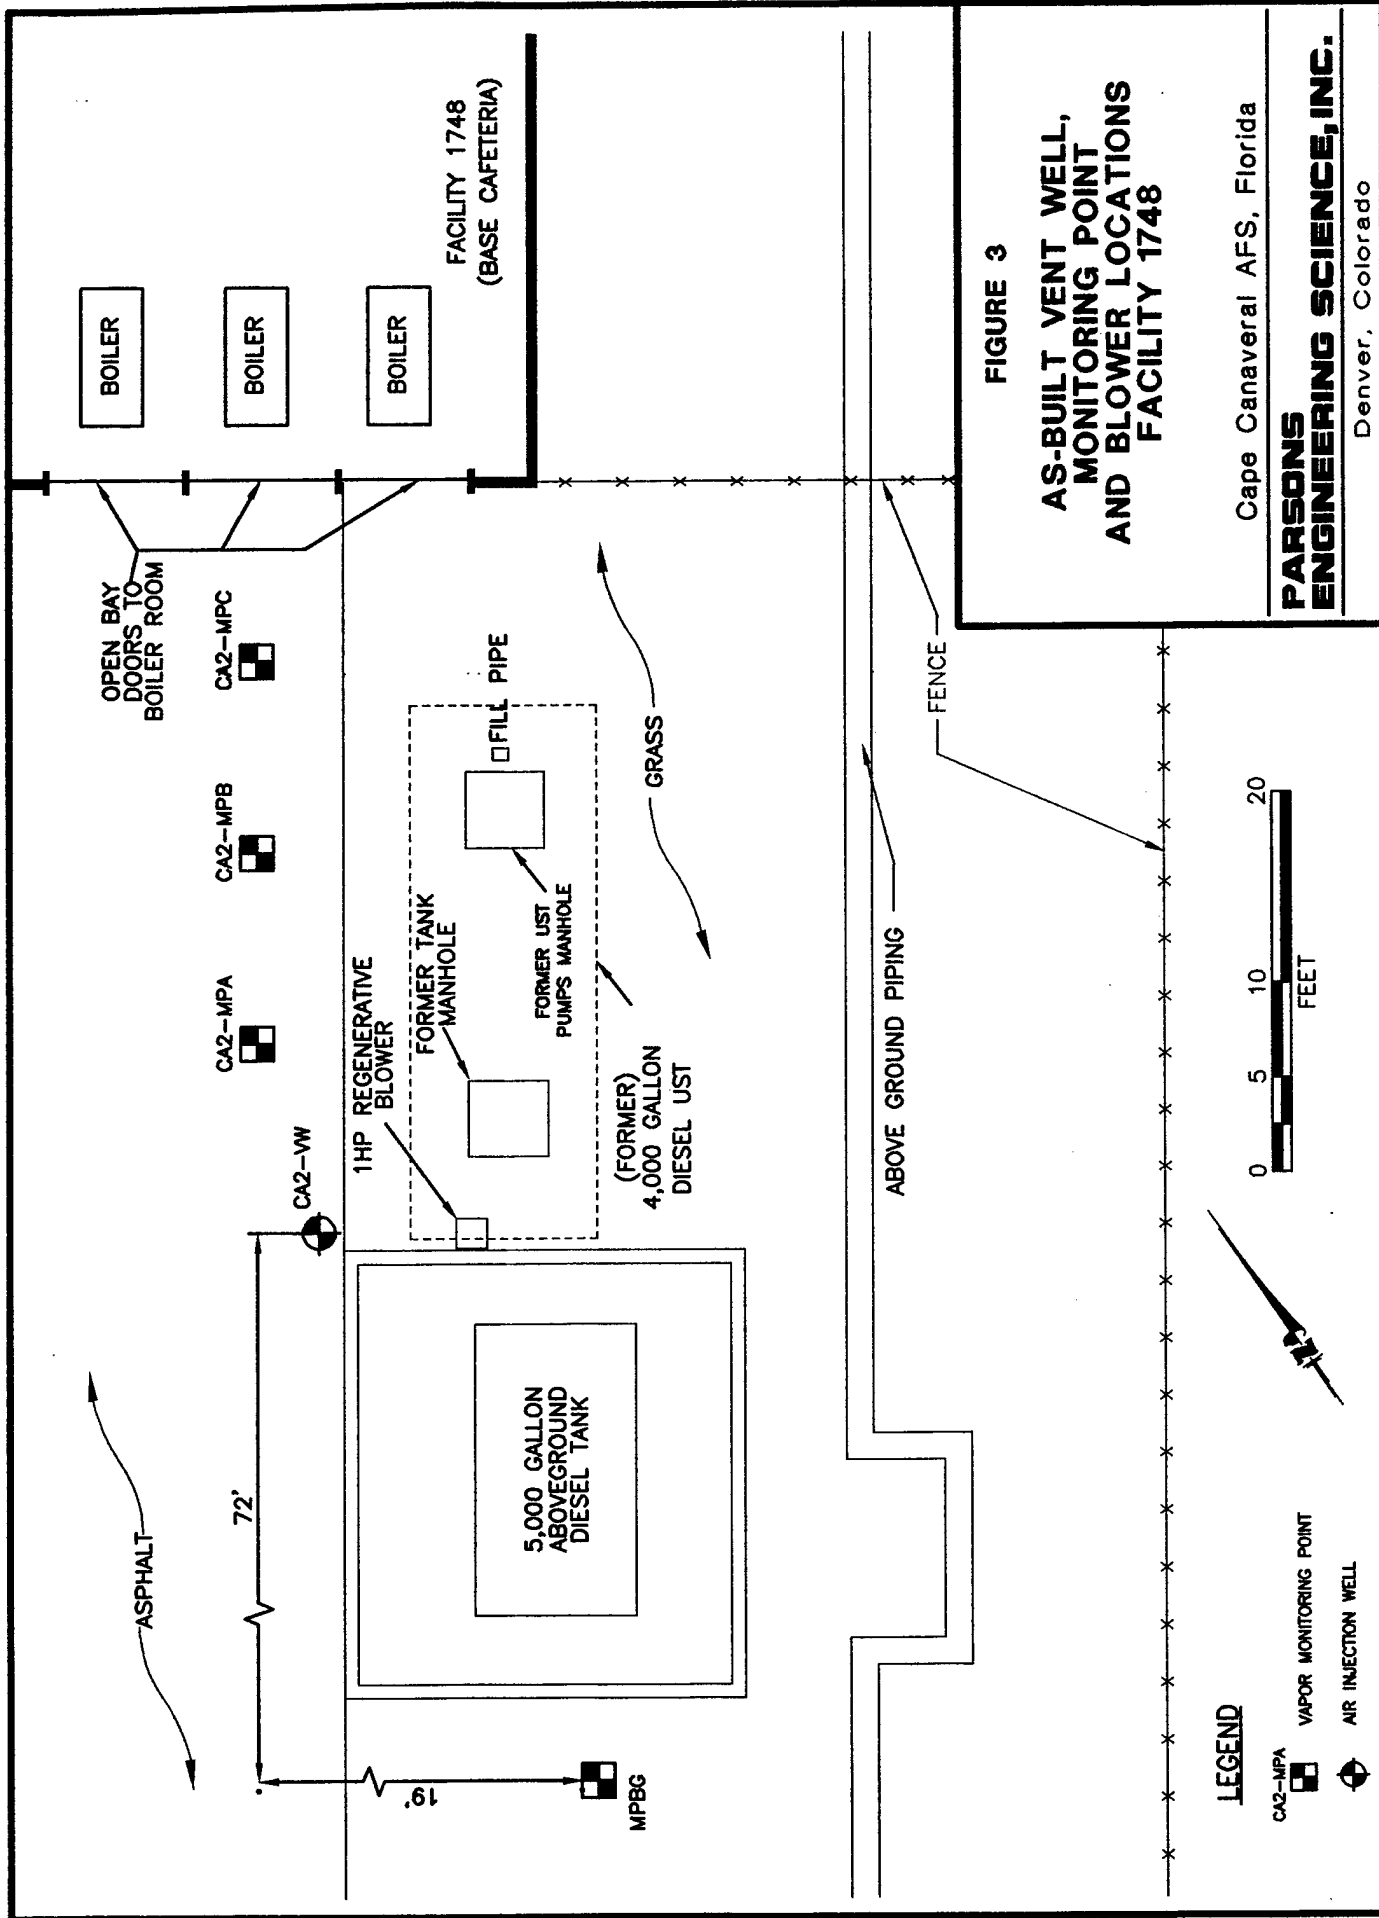 ASPHALT
72'
19'
MPBG
CA2-VW
CA2-MPA
CA2-MPB
CA2-MPC
OPEN BAY
DOORS TO
BOILER ROOM
BOILER
BOILER
BOILER
FACILITY 1748
(BASE CAFETERIA)
1HP REGENERATIVE
BLOWER
FORMER TANK
MANHOLE
FORMER UST
PUMPS MANHOLE
FILL PIPE
5,000 GALLON
ABOVEGROUND
DIESEL TANK
(FORMER)
4,000 GALLON
DIESEL UST
GRASS
ABOVE GROUND PIPING
FENCE
LEGEND
CA2-MPA
VAPOR MONITORING POINT
AIR INJECTION WELL
N
0 5 10 20
FEET
FIGURE 3
AS-BUILT VENT WELL,
MONITORING POINT
AND BLOWER LOCATIONS
FACILITY 1748
Cape Canaveral AFS, Florida
PARSONS
ENGINEERING SCIENCE, INC.
Denver, Colorado